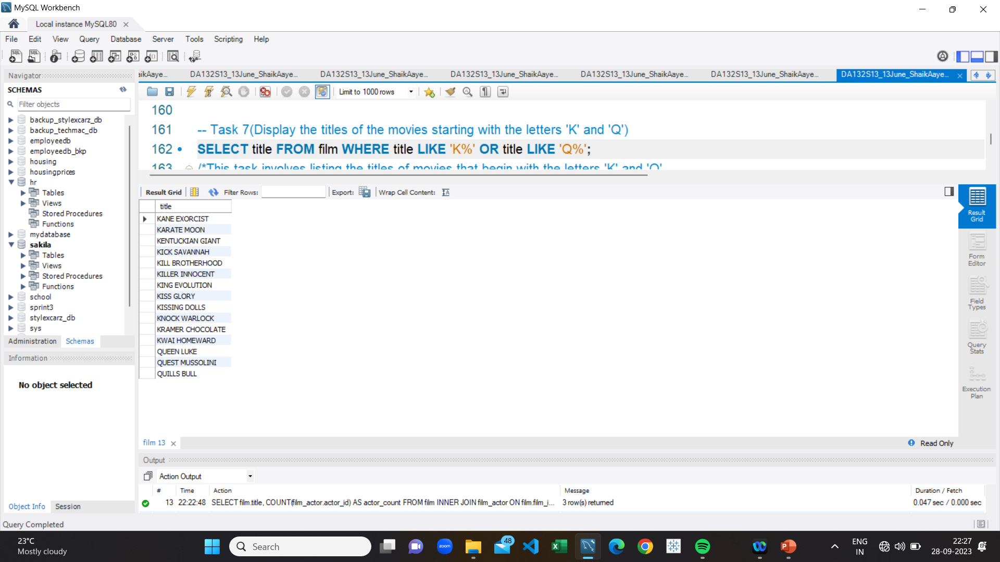 MySQL Workbench
Local instance MySQL80
File Edit View Query Database Server Tools Scripting Help
Navigator
SCHEMAS
Filter objects
backup_stylexcarz_db
backup_techmac_db
employeedb
employeedb_bkp
housing
housingprices
hr
Tables
Views
Stored Procedures
Functions
mydatabase
sakila
Tables
Views
Stored Procedures
Functions
school
sprint3
stylexcarz_db
sys
Administration Schemas
Information
No object selected
Object Info Session
Query Completed
aikAaye... DA132S13_13June_ShaikAaye... DA132S13_13June_ShaikAaye... DA132S13_13June_ShaikAaye... DA132S13_13June_ShaikAaye... DA132S13_13June_ShaikAaye... DA132S13_13June_ShaikAaye...
Limit to 1000 rows
160
161 -- Task 7(Display the titles of the movies starting with the letters 'K' and 'Q')
162 SELECT title FROM film WHERE title LIKE 'K%' OR title LIKE 'Q%';
163 /*This task involves listing the titles of movies that begin with the letters 'K' and 'Q'
Result Grid Filter Rows: Export: Wrap Cell Content:
title
KANE EXORCIST
KARATE MOON
KENTUCKIAN GIANT
KICK SAVANNAH
KILL BROTHERHOOD
KILLER INNOCENT
KING EVOLUTION
KISS GLORY
KISSING DOLLS
KNOCK WARLOCK
KRAMER CHOCOLATE
KWAI HOMEWARD
QUEEN LUKE
QUEST MUSSOLINI
QUILLS BULL
Result
Grid
Form
Editor
Field
Types
Query
Stats
Execution
Plan
film 13
Read Only
Output
Action Output
# Time Action Message Duration / Fetch
13 22:22:48 SELECT film.title, COUNT(film_actor.actor_id) AS actor_count FROM film INNER JOIN film_actor ON film.film_i... 3 row(s) returned 0.047 sec / 0.000 sec
23°C
Mostly cloudy
Search
zoom
48
ENG
IN
22:27
28-09-2023